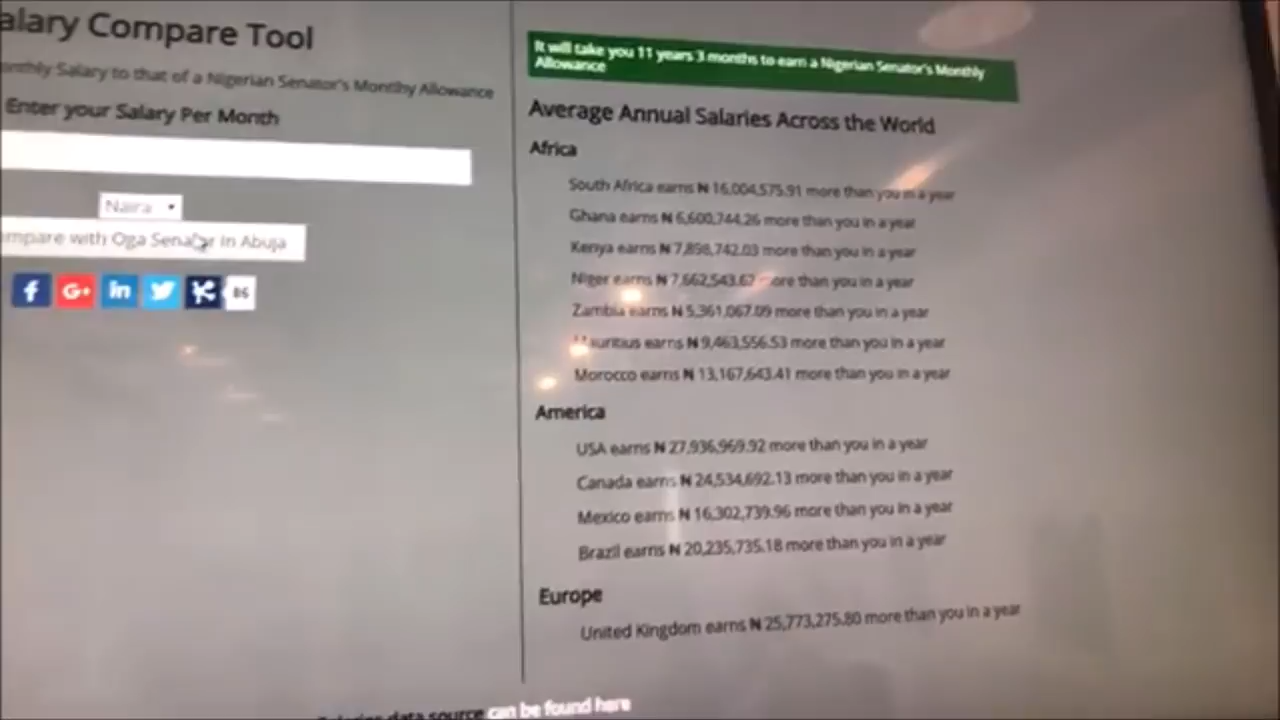 alary Compare Tool
onthly Salary to that of a Nigerian Senator's Montlhy Allowance
Enter your Salary Per Month
Naira
ompare with Oga Senator In Abuja
f G+ in 86
It will take you 11 years 3 months to earn a Nigerian Senator's Monthly
Allowance
Average Annual Salaries Across the World
Africa
South Africa earns ₦ 16,004,575.91 more than you in a year
Ghana earns ₦ 6,600,744.26 more than you in a year
Kenya earns ₦ 7,898,742.03 more than you in a year
Niger earns ₦ 7,662,543.62 ore than you in a year
Zambia earns ₦ 5,361,067.09 more than you in a year
uritius earns ₦ 9,463,556.53 more than you in a year
Morocco earns ₦ 13,167,643.41 more than you in a year
America
USA earns ₦ 27,936,969.92 more than you in a year
Canada earns ₦ 24,534,692.13 more than you in a year
Mexico earns ₦ 16,302,739.96 more than you in a year
Brazil earns ₦ 20,235,735.18 more than you in a year
Europe
United Kingdom earns ₦ 25,773,275.80 more than you in a year
data source can be found here